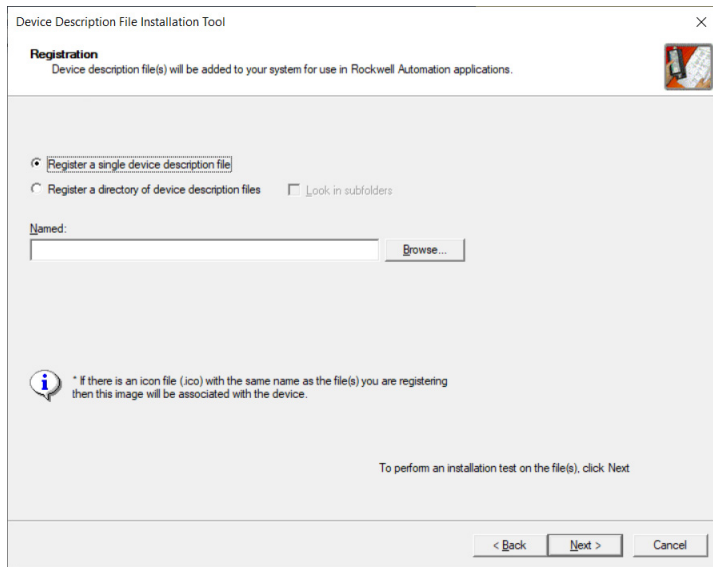 Device Description File Installation Tool
Registration
Device description file(s) will be added to your system for use in Rockwell Automation applications.
Register a single device description file
Register a directory of device description files Look in subfolders
Named:
Browse...
* If there is an icon file (.ico) with the same name as the file(s) you are registering
then this image will be associated with the device.
To perform an installation test on the file(s), click Next
< Back Next > Cancel